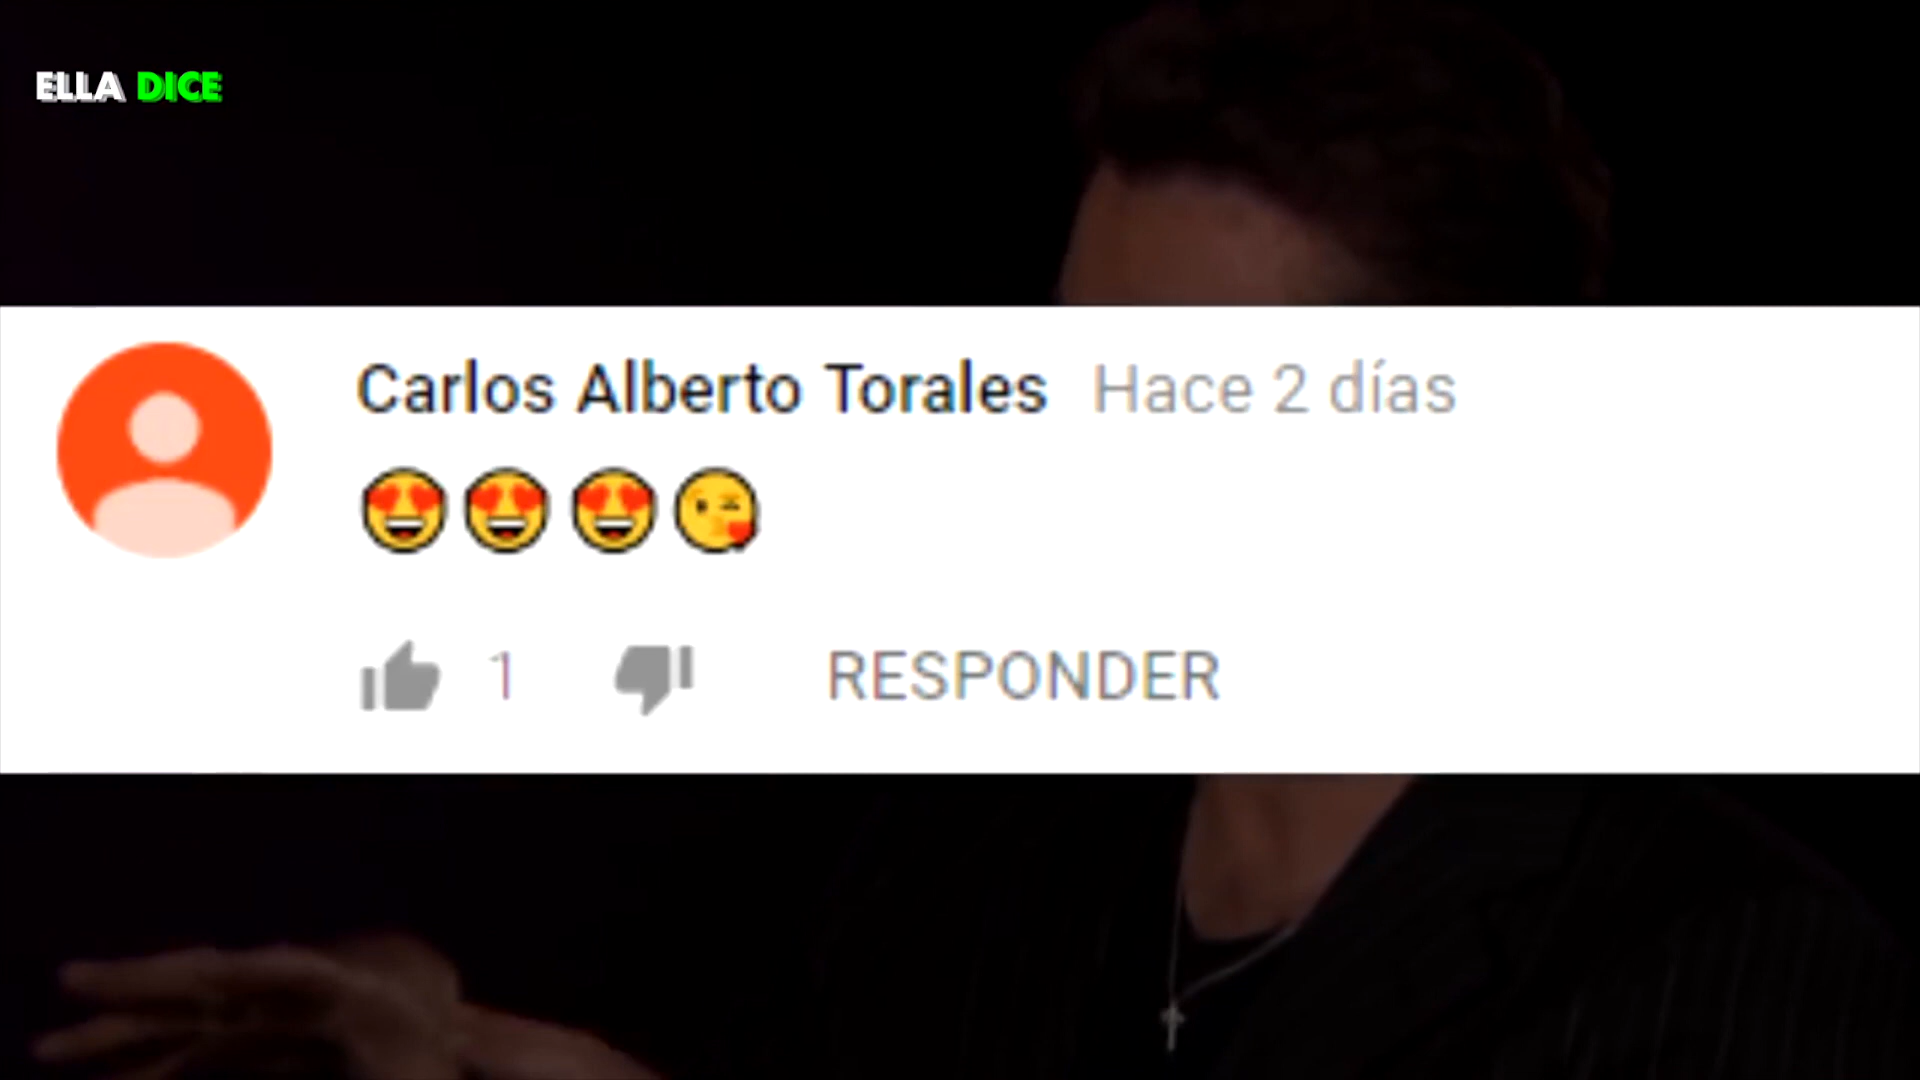 ELLA DICE
Carlos Alberto Torales Hace 2 días
😍😍😍😘
1 RESPONDER